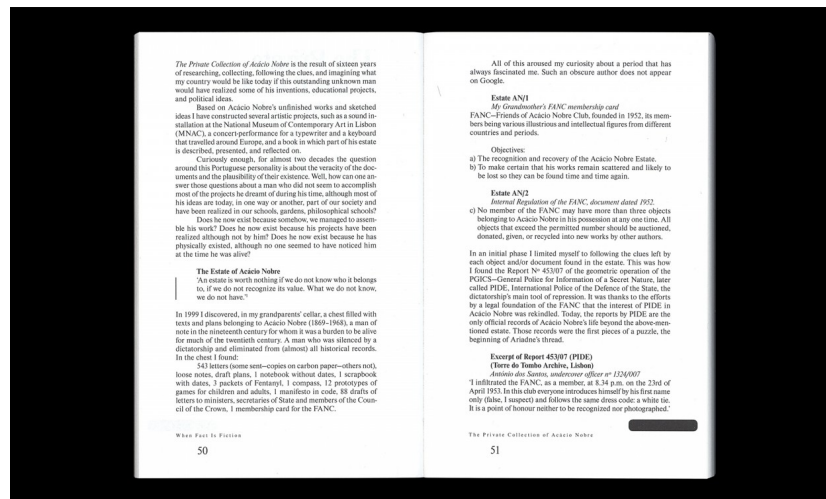 The Private Collection of Acácio Nobre is the result of sixteen years
of researching, collecting, following the clues, and imagining what
my country would be like today if this outstanding unknown man
would have realized some of his inventions, educational projects,
and political ideas.
Based on Acácio Nobre's unfinished works and sketched
ideas I have constructed several artistic projects, such as a sound in-
stallation at the National Museum of Contemporary Art in Lisbon
(MNAC), a concert-performance for a typewriter and a keyboard
that travelled around Europe, and a book in which part of his estate
is described, presented, and reflected on.
Curiously enough, for almost two decades the question
around this Portuguese personality is about the veracity of the doc-
uments and the plausibility of their existence. Well, how can one an-
swer those questions about a man who did not seem to accomplish
most of the projects he dreamt of during his time, although most of
his ideas are today, in one way or another, part of our society and
have been realized in our schools, gardens, philosophical schools?
Does he now exist because somehow, we managed to assem-
ble his work? Does he now exist because his projects have been
realized although not by him? Does he now exist because he has
physically existed, although no one seemed to have noticed him
at the time he was alive?
The Estate of Acácio Nobre
'An estate is worth nothing if we do not know who it belongs
to, if we do not recognize its value. What we do not know,
we do not have.'¹
In 1999 I discovered, in my grandparents' cellar, a chest filled with
texts and plans belonging to Acácio Nobre (1869–1968), a man of
note in the nineteenth century for whom it was a burden to be alive
for much of the twentieth century. A man who was silenced by a
dictatorship and eliminated from (almost) all historical records.
In the chest I found:
543 letters (some sent–copies on carbon paper–others not),
loose notes, draft plans, 1 notebook without dates, 1 scrapbook
with dates, 3 packets of Fentanyl, 1 compass, 12 prototypes of
games for children and adults, 1 manifesto in code, 88 drafts of
letters to ministers, secretaries of State and members of the Coun-
cil of the Crown, 1 membership card for the FANC.
When Fact Is Fiction
50
All of this aroused my curiosity about a period that has
always fascinated me. Such an obscure author does not appear
on Google.
Estate AN/1
My Grandmother's FANC membership card
FANC–Friends of Acácio Nobre Club, founded in 1952, its mem-
bers being various illustrious and intellectual figures from different
countries and periods.
Objectives:
a) The recognition and recovery of the Acácio Nobre Estate.
b) To make certain that his works remain scattered and likely to
be lost so they can be found time and time again.
Estate AN/2
Internal Regulation of the FANC, document dated 1952.
c) No member of the FANC may have more than three objects
belonging to Acácio Nobre in his possession at any one time. All
objects that exceed the permitted number should be auctioned,
donated, given, or recycled into new works by other authors.
In an initial phase I limited myself to following the clues left by
each object and/or document found in the estate. This was how
I found the Report Nº 453/07 of the geometric operation of the
PGICS–General Police for Information of a Secret Nature, later
called PIDE, International Police of the Defence of the State, the
dictatorship's main tool of repression. It was thanks to the efforts
by a legal foundation of the FANC that the interest of PIDE in
Acácio Nobre was rekindled. Today, the reports by PIDE are the
only official records of Acácio Nobre's life beyond the above-men-
tioned estate. Those records were the first pieces of a puzzle, the
beginning of Ariadne's thread.
Excerpt of Report 453/07 (PIDE)
(Torre do Tombo Archive, Lisbon)
António dos Santos, undercover officer nº 1324/007
'I infiltrated the FANC, as a member, at 8.34 p.m. on the 23rd of
April 1953. In this club everyone introduces himself by his first name
only (false, I suspect) and follows the same dress code: a white tie.
It is a point of honour neither to be recognized nor photographed.'
The Private Collection of Acácio Nobre
51